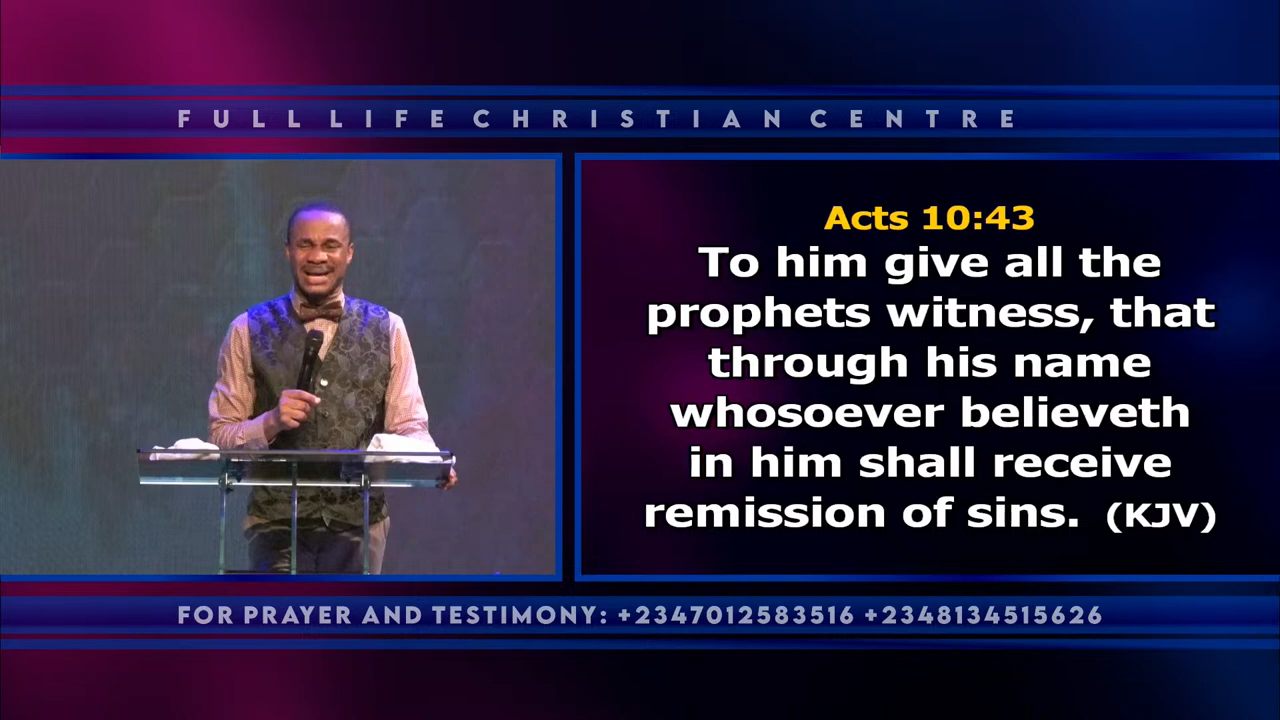 FULL LIFE CHRISTIAN CENTRE
Acts 10:43
To him give all the
prophets witness, that
through his name
whosoever believeth
in him shall receive
remission of sins. (KJV)
FOR PRAYER AND TESTIMONY: +2347012583516 +2348134515626